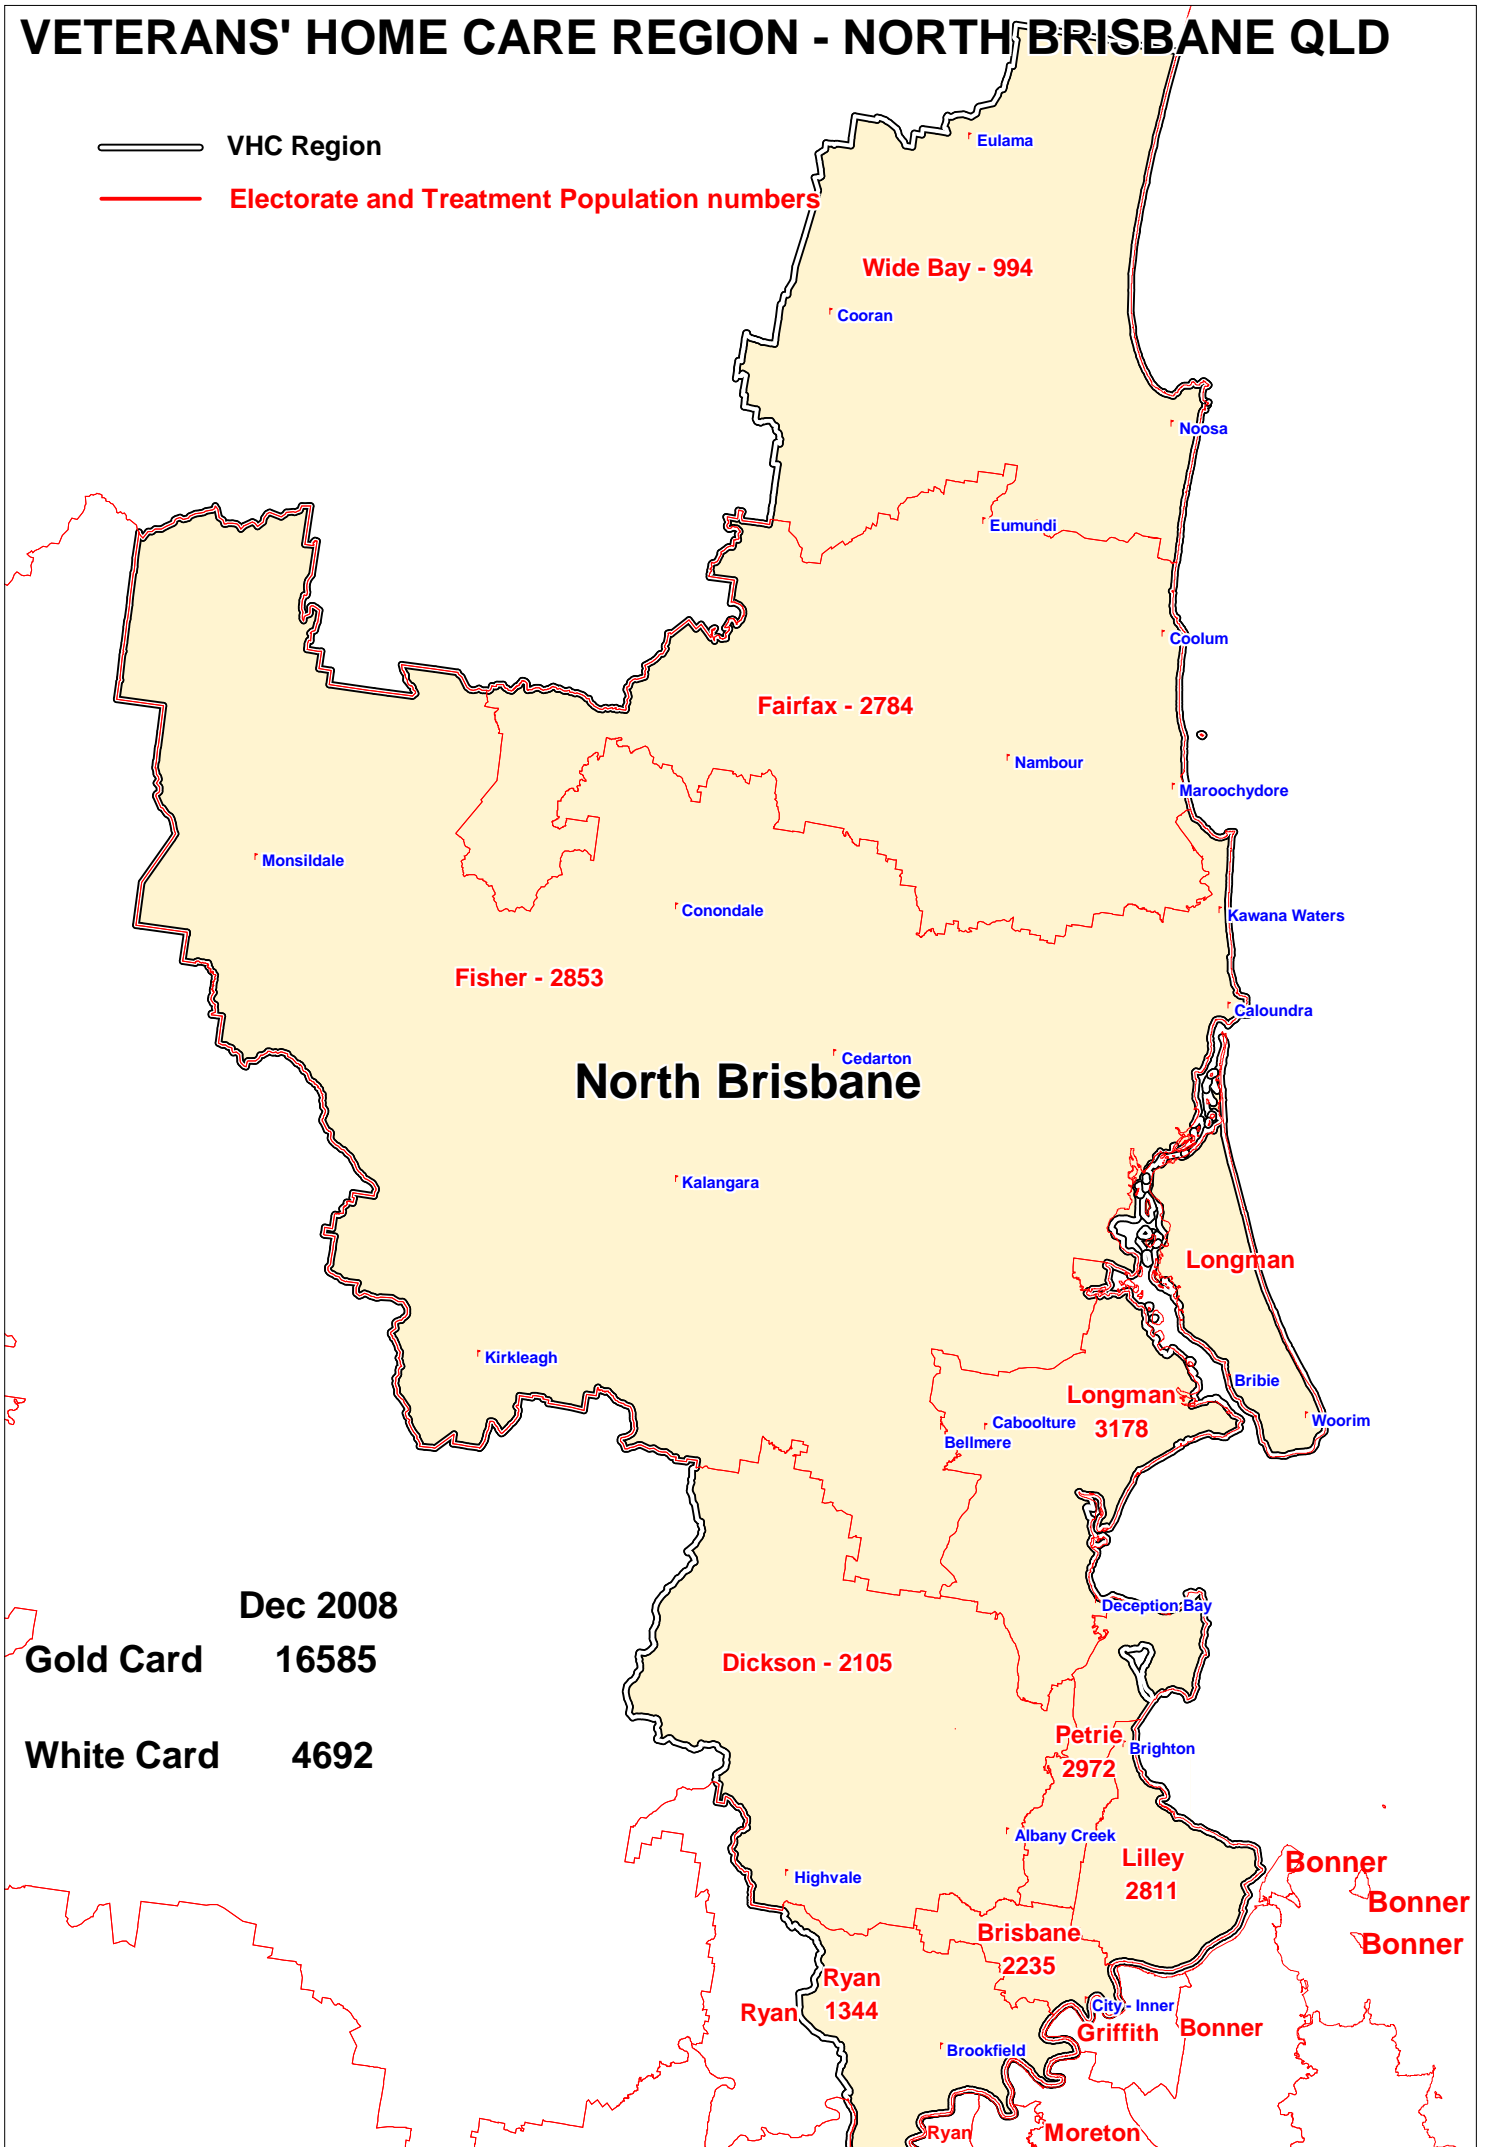 VETERANS' HOME CARE REGION - NORTH BRISBANE QLD
VHC Region
Electorate and Treatment Population numbers
Eulama
Wide Bay - 994
Cooran
Noosa
Eumundi
Coolum
Fairfax - 2784
Nambour
Maroochydore
Monsildale
Conondale
Kawana Waters
Fisher - 2853
Caloundra
Cedarton
North Brisbane
Kalangara
Longman
Kirkleagh
Bribie
Longman
3178
Woorim
Caboolture
Bellmere
Dec 2008
Deception Bay
Gold Card 16585
Dickson - 2105
Petrie
2972
Brighton
White Card 4692
Albany Creek
Lilley
2811
Highvale
Bonner
Bonner
Bonner
Brisbane
2235
Ryan
1344
Ryan
City - Inner
Griffith
Bonner
Brookfield
Ryan
Moreton